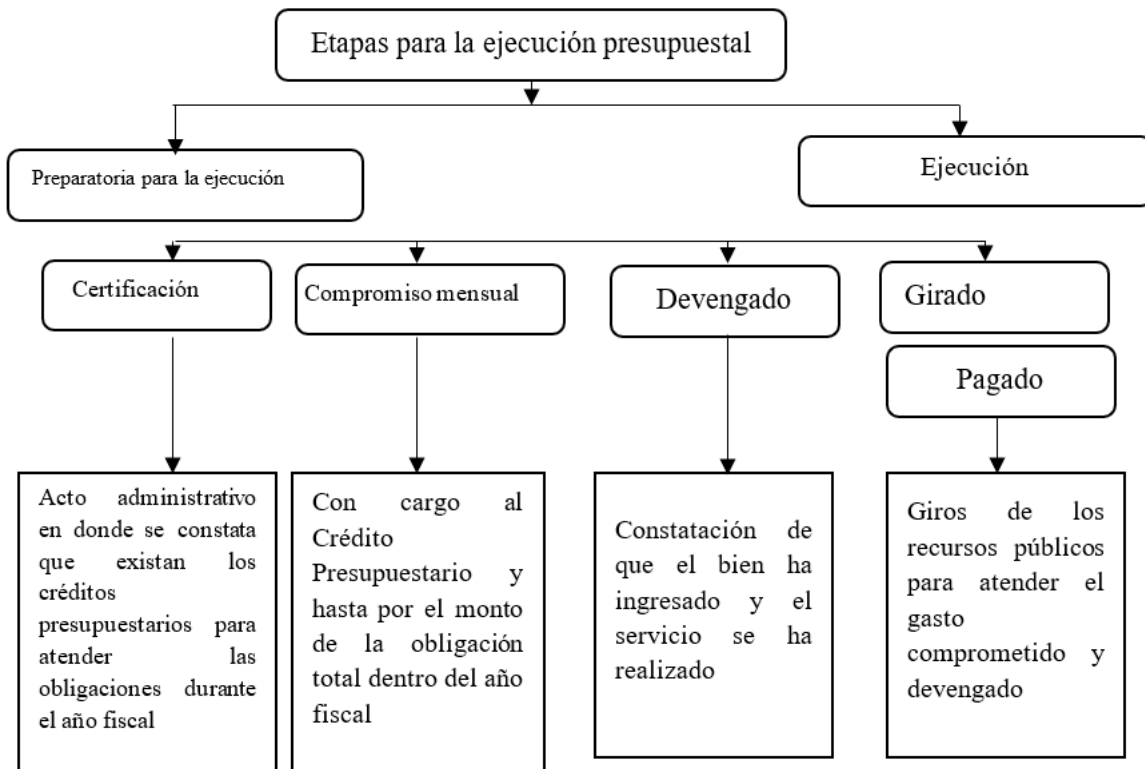 Etapas para la ejecución presupuestal
Preparatoria para la ejecución
Ejecución
Certificación
Compromiso mensual
Devengado
Girado
Pagado
Acto administrativo
en donde se constata
que existan los
créditos
presupuestarios para
atender las
obligaciones durante
el año fiscal
Con cargo al
Crédito
Presupuestario y
hasta por el monto
de la obligación
total dentro del año
fiscal
Constatación de
que el bien ha
ingresado y el
servicio se ha
realizado
Giros de los
recursos públicos
para atender el
gasto
comprometido y
devengado